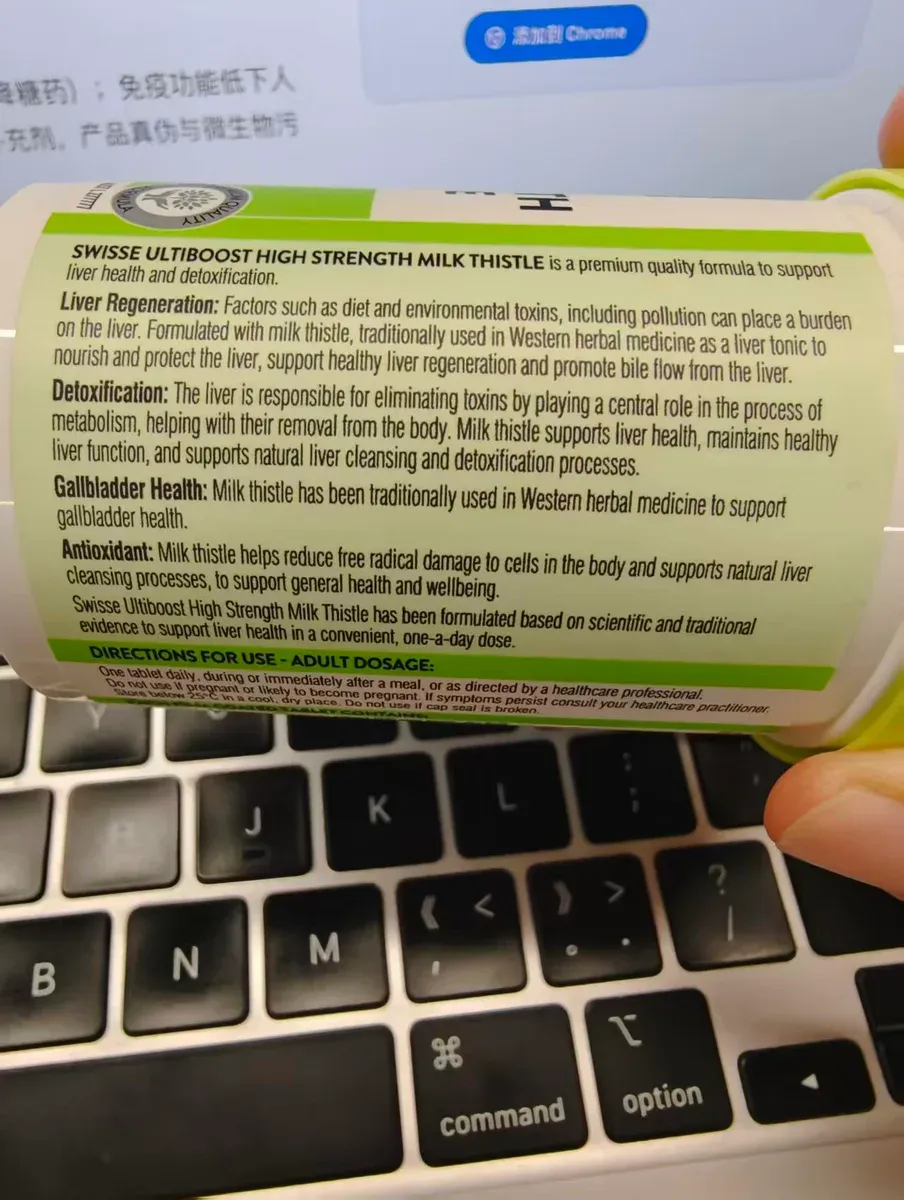 添加到 Chrome
降糖药)；免疫功能低下人
充剂。产品真伪与微生物污
QUALITY
FORMULA
TH
SWISSE ULTIBOOST HIGH STRENGTH MILK THISTLE is a premium quality formula to support
liver health and detoxification.
Liver Regeneration: Factors such as diet and environmental toxins, including pollution can place a burden
on the liver. Formulated with milk thistle, traditionally used in Western herbal medicine as a liver tonic to
nourish and protect the liver, support healthy liver regeneration and promote bile flow from the liver.
Detoxification: The liver is responsible for eliminating toxins by playing a central role in the process of
metabolism, helping with their removal from the body. Milk thistle supports liver health, maintains healthy
liver function, and supports natural liver cleansing and detoxification processes.
Gallbladder Health: Milk thistle has been traditionally used in Western herbal medicine to support
gallbladder health.
Antioxidant: Milk thistle helps reduce free radical damage to cells in the body and supports natural liver
cleansing processes, to support general health and wellbeing.
Swisse Ultiboost High Strength Milk Thistle has been formulated based on scientific and traditional
evidence to support liver health in a convenient, one-a-day dose.
DIRECTIONS FOR USE - ADULT DOSAGE:
One tablet daily, during or immediately after a meal, or as directed by a healthcare professional.
Do not use if pregnant or likely to become pregnant. If symptoms persist consult your healthcare practitioner.
Store below 25°C in a cool, dry place. Do not use if cap seal is broken.
TABLET CONTAINS:
Y
H J K L : ;
B N M 《 < , 》 > 。 . ? /
⌘ ⌥
command option
◀